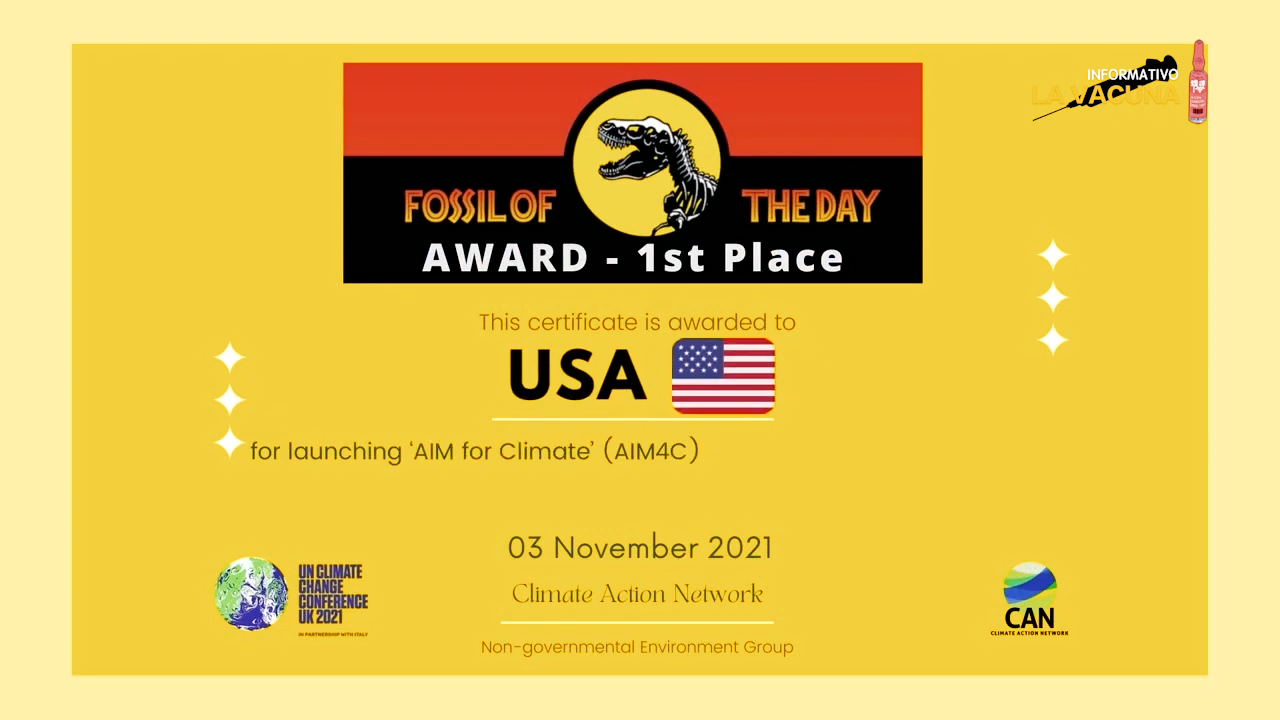 INFORMATIVO
LA VACUNA
FOSSIL OF THE DAY
AWARD - 1st Place
This certificate is awarded to
USA
for launching ‘AIM for Climate’ (AIM4C)
03 November 2021
Climate Action Network
Non-governmental Environment Group
UN CLIMATE
CHANGE
CONFERENCE
UK 2021
IN PARTNERSHIP WITH ITALY
CAN
CLIMATE ACTION NETWORK